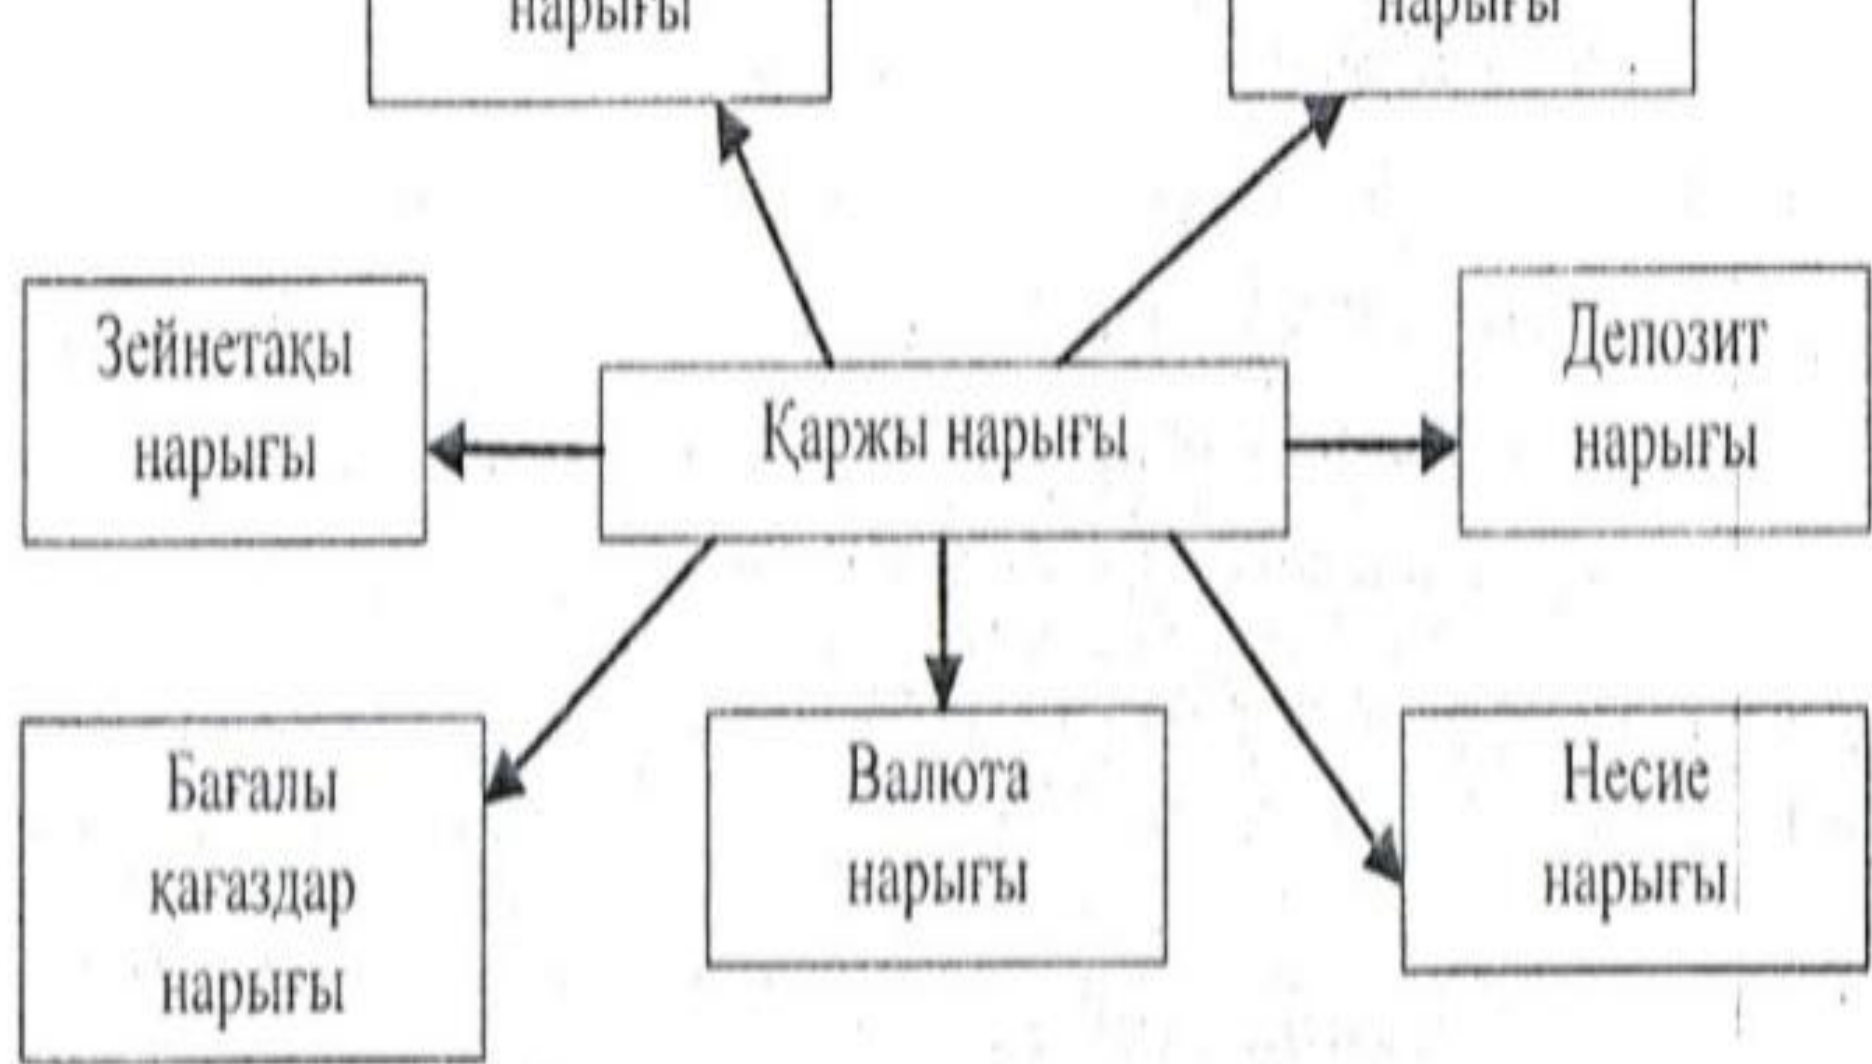 нарығы
нарығы
Зейнетақы
нарығы
Қаржы нарығы
Депозит
нарығы
Бағалы
қағаздар
нарығы
Валюта
нарығы
Несие
нарығы